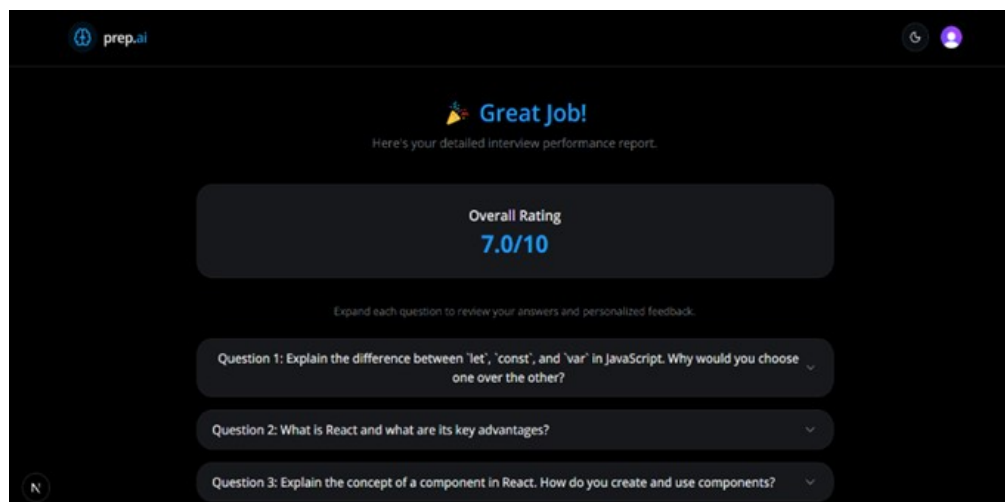 prep.ai
🎉 Great Job!
Here's your detailed interview performance report.
Overall Rating
7.0/10
Expand each question to review your answers and personalized feedback.
Question 1: Explain the difference between `let`, `const`, and `var` in JavaScript. Why would you choose
one over the other?
Question 2: What is React and what are its key advantages?
Question 3: Explain the concept of a component in React. How do you create and use components?
N